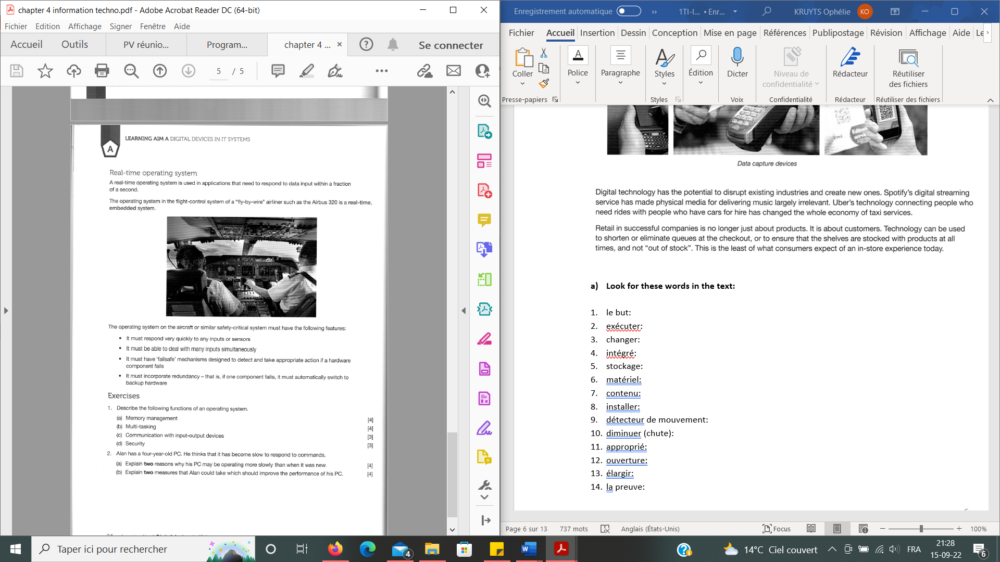 chapter 4 information techno.pdf - Adobe Acrobat Reader DC (64-bit)
Fichier Edition Affichage Signer Fenêtre Aide
Accueil Outils PV réunio... Program... chapter 4 ... × Se connecter
5 / 5
LEARNING AIM A DIGITAL DEVICES IN IT SYSTEMS
A
Real-time operating system
A real-time operating system is used in applications that need to respond to data input within a fraction
of a second.
The operating system in the flight-control system of a "fly-by-wire" airliner such as the Airbus 320 is a real-time,
embedded system.
The operating system on the aircraft or similar safety-critical system must have the following features:
• It must respond very quickly to any inputs or sensors
• It must be able to deal with many inputs simultaneously
• It must have 'failsafe' mechanisms designed to detect and take appropriate action if a hardware
component fails
• It must incorporate redundancy – that is, if one component fails, it must automatically switch to
backup hardware
Exercises
1. Describe the following functions of an operating system.
(a) Memory management [4]
(b) Multi-tasking [4]
(c) Communication with input-output devices [3]
(d) Security [3]
2. Alan has a four-year-old PC. He thinks that it has become slow to respond to commands.
(a) Explain two reasons why his PC may be operating more slowly than when it was new. [4]
(b) Explain two measures that Alan could take which should improve the performance of his PC. [4]
Enregistrement automatique 1TI-I... • Enr... KRUYTS Ophélie KO
Fichier Accueil Insertion Dessin Conception Mise en page Références Publipostage Révision Affichage Aide Le
Coller Police Paragraphe Styles Édition Dicter Niveau de confidentialité Rédacteur Réutiliser des fichiers
Presse-papiers Styles Voix Confidentialité Rédacteur Réutiliser des fichiers
Data capture devices
Digital technology has the potential to disrupt existing industries and create new ones. Spotify's digital streaming
service has made physical media for delivering music largely irrelevant. Uber's technology connecting people who
need rides with people who have cars for hire has changed the whole economy of taxi services.
Retail in successful companies is no longer just about products. It is about customers. Technology can be used
to shorten or eliminate queues at the checkout, or to ensure that the shelves are stocked with products at all
times, and not "out of stock". This is the least of what consumers expect of an in-store experience today.
a) Look for these words in the text:
1. le but:
2. exécuter:
3. changer:
4. intégré:
5. stockage:
6. matériel:
7. contenu:
8. installer:
9. détecteur de mouvement:
10. diminuer (chute):
11. approprié:
12. ouverture:
13. élargir:
14. la preuve:
Page 6 sur 13 737 mots Anglais (États-Unis) Focus 100%
Taper ici pour rechercher 4 14°C Ciel couvert FRA 21:28
15-09-22 6